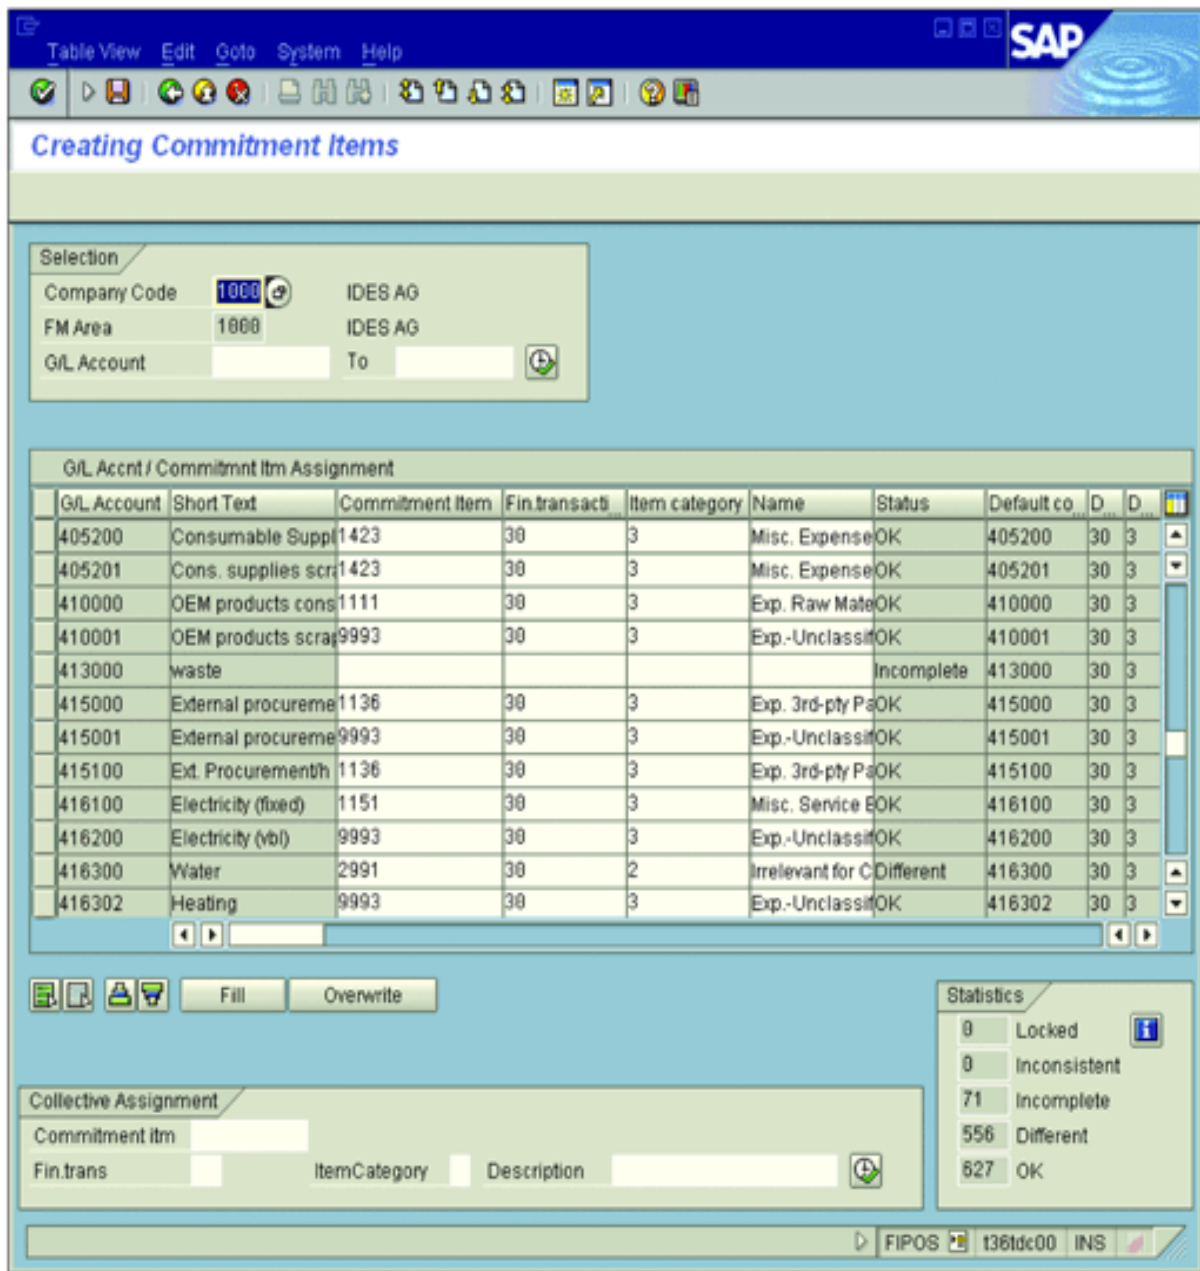 Table View Edit Goto System Help
SAP
Creating Commitment Items
Selection
Company Code 1000 IDES AG
FM Area 1000 IDES AG
G/L Account To
G/L Accnt / Commitmnt Itm Assignment
G/L Account Short Text Commitment Item Fin.transacti... Item category Name Status Default co... D... D...
405200 Consumable Suppl 1423 30 3 Misc. Expense OK 405200 30 3
405201 Cons. supplies scra 1423 30 3 Misc. Expense OK 405201 30 3
410000 OEM products cons 1111 30 3 Exp. Raw Mate OK 410000 30 3
410001 OEM products scrap 9993 30 3 Exp.-Unclassif OK 410001 30 3
413000 waste Incomplete 413000 30 3
415000 External procureme 1136 30 3 Exp. 3rd-pty Pa OK 415000 30 3
415001 External procureme 9993 30 3 Exp.-Unclassif OK 415001 30 3
415100 Ext. Procurement/h 1136 30 3 Exp. 3rd-pty Pa OK 415100 30 3
416100 Electricity (fixed) 1151 30 3 Misc. Service E OK 416100 30 3
416200 Electricity (vbl) 9993 30 3 Exp.-Unclassif OK 416200 30 3
416300 Water 2991 30 2 Irrelevant for C Different 416300 30 3
416302 Heating 9993 30 3 Exp.-Unclassif OK 416302 30 3
Fill Overwrite
Statistics
0 Locked
0 Inconsistent
71 Incomplete
556 Different
627 OK
Collective Assignment
Commitment itm
Fin.trans ItemCategory Description
FIPOS t36tdc00 INS